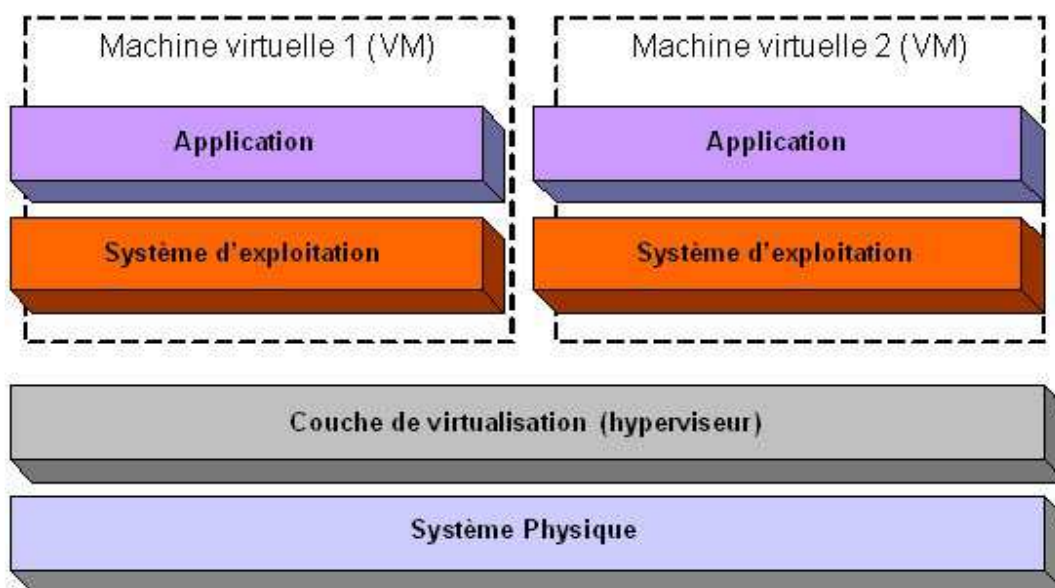 Machine virtuelle 1 (VM)
Machine virtuelle 2 (VM)
Application
Application
Système d'exploitation
Système d'exploitation
Couche de virtualisation (hyperviseur)
Système Physique